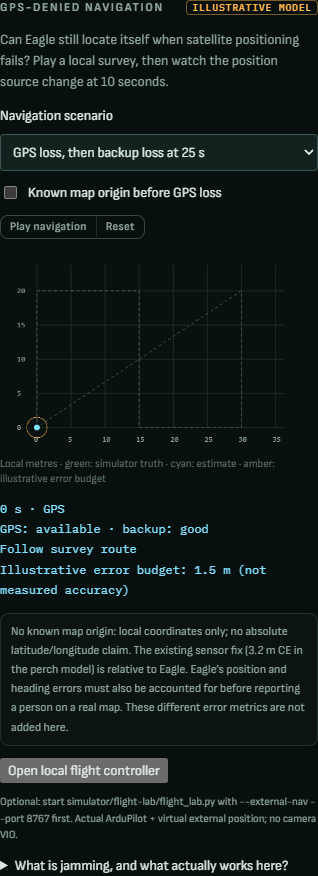 GPS-DENIED NAVIGATION
ILLUSTRATIVE MODEL
Can Eagle still locate itself when satellite positioning
fails? Play a local survey, then watch the position
source change at 10 seconds.
Navigation scenario
GPS loss, then backup loss at 25 s
Known map origin before GPS loss
Play navigation
Reset
20
15
10
5
0
0 5 10 15 20 25 30 35
Local metres · green: simulator truth · cyan: estimate · amber:
illustrative error budget
0 s · GPS
GPS: available · backup: good
Follow survey route
Illustrative error budget: 1.5 m (not
measured accuracy)
No known map origin: local coordinates only; no absolute
latitude/longitude claim. The existing sensor fix (3.2 m CE in
the perch model) is relative to Eagle. Eagle's position and
heading errors must also be accounted for before reporting
a person on a real map. These different error metrics are not
added here.
Open local flight controller
Optional: start simulator/flight-lab/flight_lab.py with --external-nav -
-port 8767 first. Actual ArduPilot + virtual external position; no camera
VIO.
What is jamming, and what actually works here?